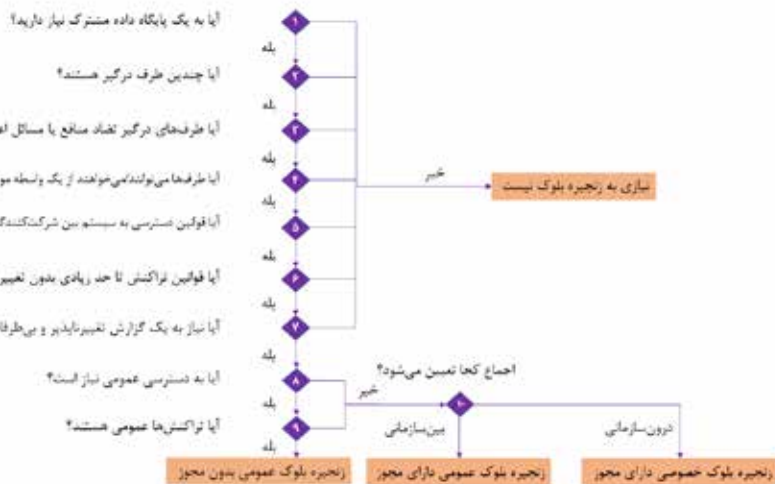 آیا به یک پایگاه داده مشترک نیاز دارید؟
۱
بله
آیا چندین طرف درگیر هستند؟
۲
بله
آیا طرف‌های درگیر تضاد منافع یا مسائل
۳
بله
آیا طرف‌ها می‌توانند/می‌خواهند از یک واسطه
۴
خیر
نیازی به زنجیره بلوک نیست
بله
آیا قوانین دسترسی به سیستم بین
۵
بله
آیا قوانین تراکنش تا حد زیادی بدون تغییر
۶
بله
آیا نیاز به یک گزارش تغییرناپذیر و
۷
بله
آیا به دسترسی عمومی نیاز است؟
۸
خیر
اجماع کجا تعیین می‌شود؟
۱۰
بله
آیا تراکنش‌ها عمومی هستند؟
۹
بین‌سازمانی
درون‌سازمانی
بله
زنجیره بلوک عمومی بدون مجوز
زنجیره بلوک عمومی دارای مجوز
زنجیره بلوک خصوصی دارای مجوز